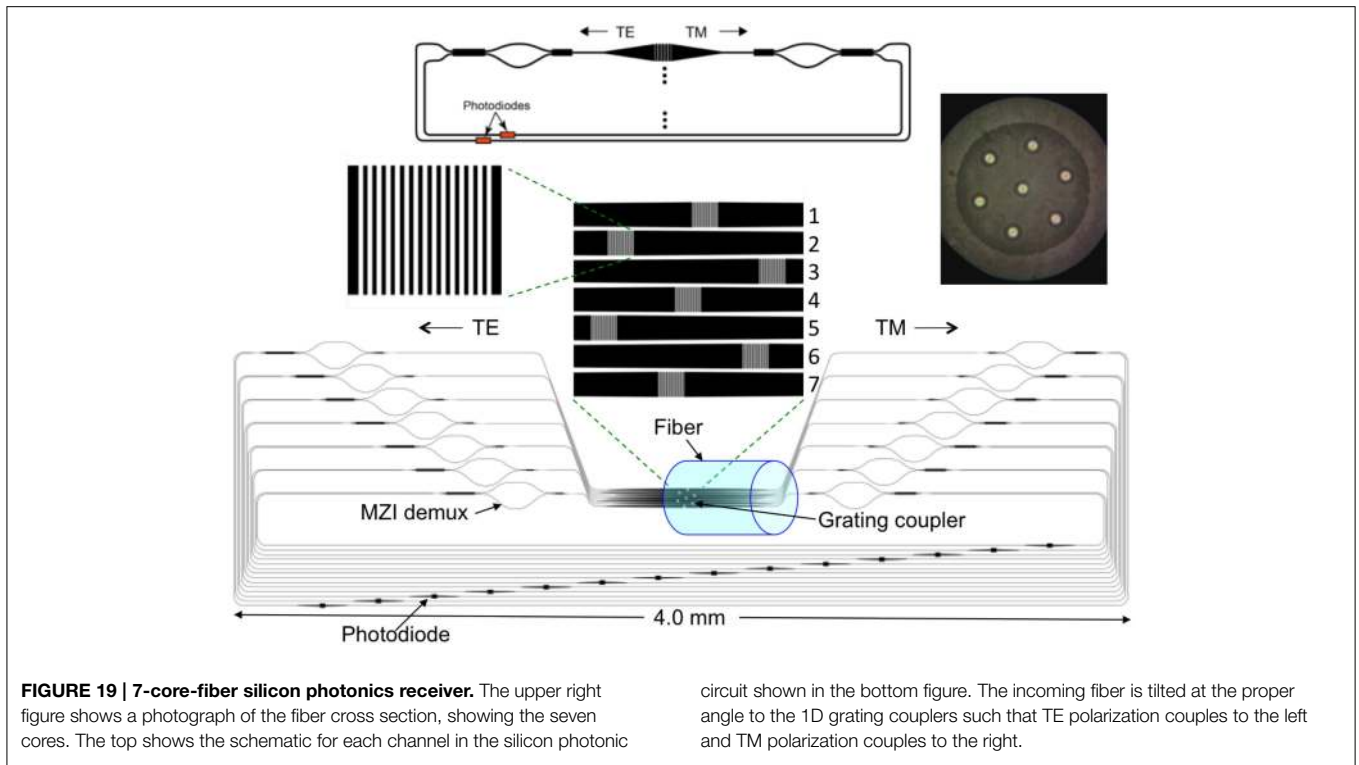 TE TM
Photodiodes
1
2
3
4
5
6
7
TE
TM
Fiber
MZI demux
Grating coupler
4.0 mm
Photodiode
FIGURE 19 | 7-core-fiber silicon photonics receiver. The upper right
figure shows a photograph of the fiber cross section, showing the seven
cores. The top shows the schematic for each channel in the silicon photonic
circuit shown in the bottom figure. The incoming fiber is tilted at the proper
angle to the 1D grating couplers such that TE polarization couples to the left
and TM polarization couples to the right.